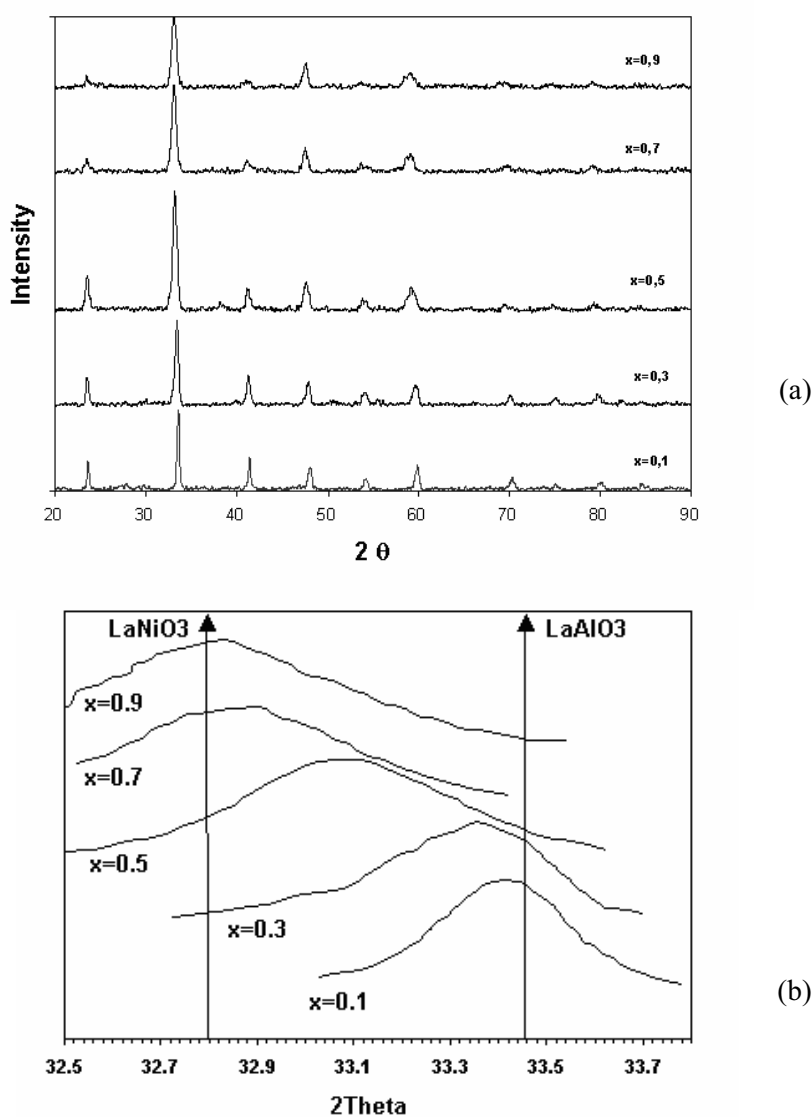 x=0,9
x=0,7
x=0,5
x=0,3
x=0,1
Intensity
20 30 40 50 60 70 80 90
2 θ
(a)
LaNiO3 LaAlO3
x=0.9
x=0.7
x=0.5
x=0.3
x=0.1
(b)
32.5 32.7 32.9 33.1 33.3 33.5 33.7
2Theta